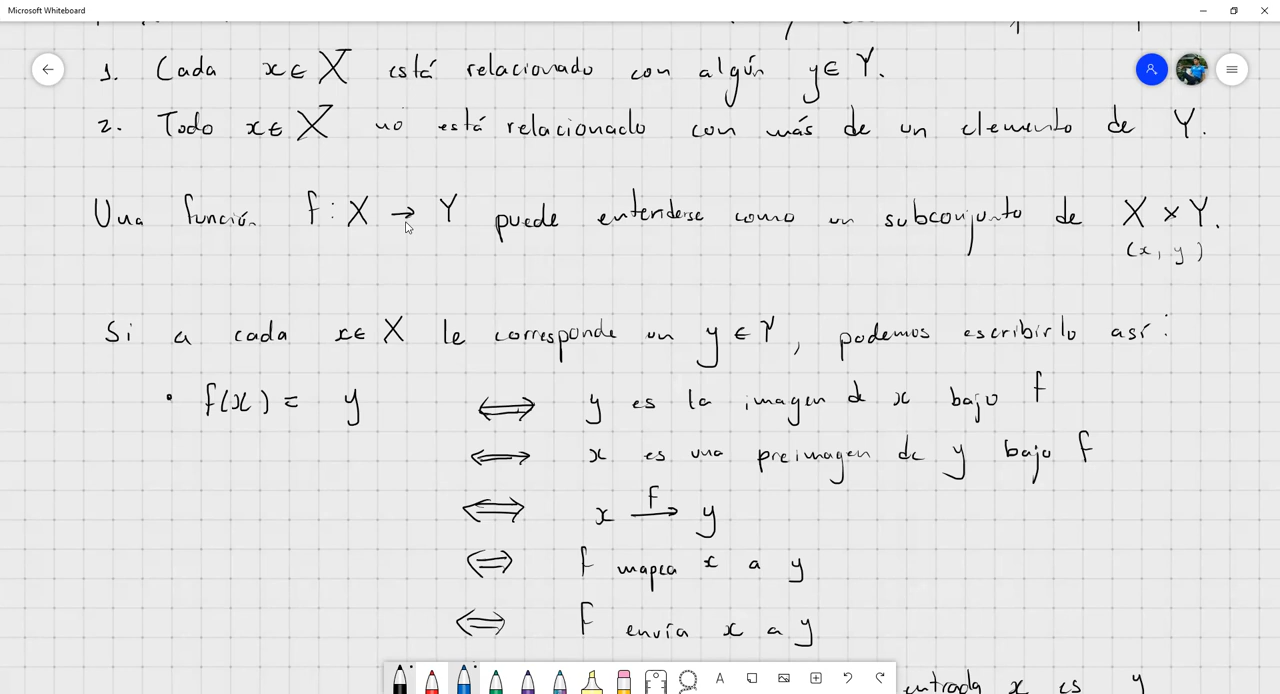 Microsoft Whiteboard
1. Cada x ∈ X está relacionado con algún y ∈ Y.
2. Todo x ∈ X no está relacionado con más de un elemento de Y.
Una función f : X → Y puede entenderse como un subconjunto de X × Y.
(x, y)
Si a cada x ∈ X le corresponde un y ∈ Y, podemos escribirlo así:
• f(x) = y ⟺ y es la imagen de x bajo f
⟺ x es una preimagen de y bajo f
⟺ x →^f y
⟺ f mapea x a y
⟺ f envía x a y
entrada x es y